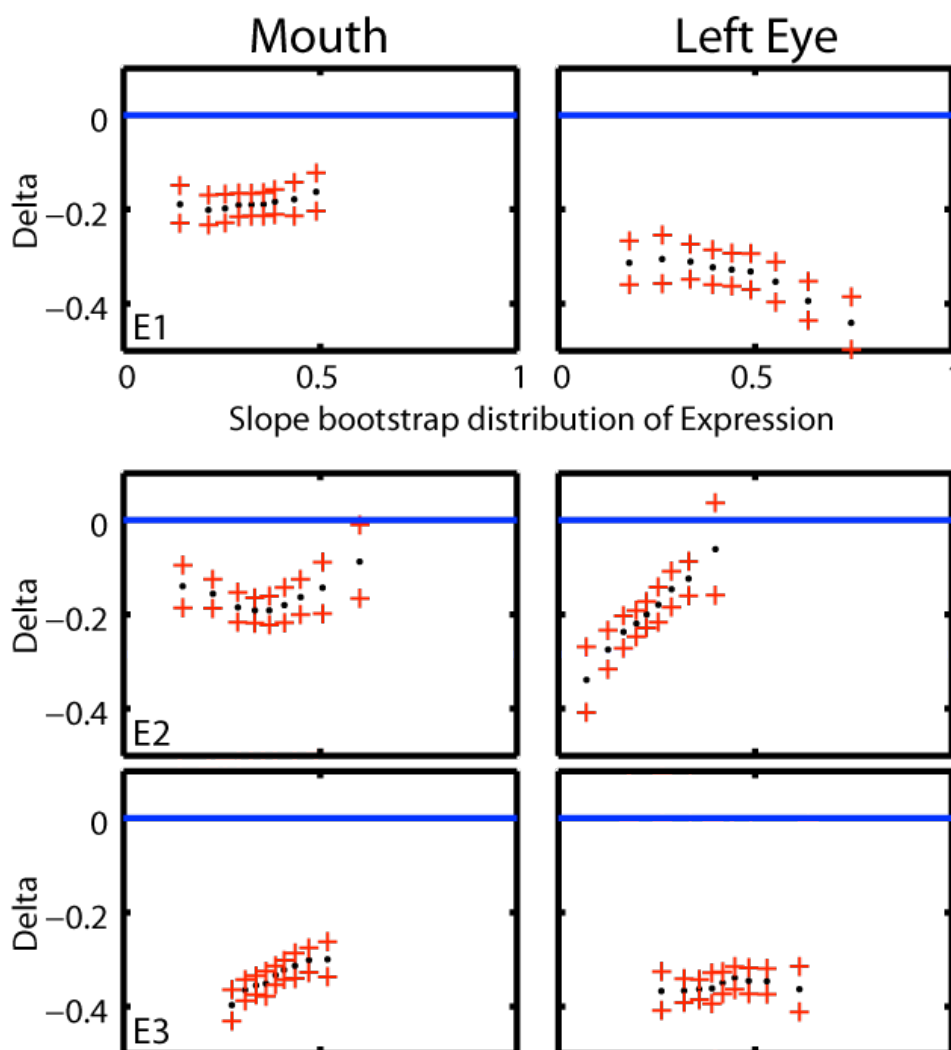 Mouth Left Eye
0
Delta
−0.2
−0.4
E1
0 0.5 1 0 0.5
Slope bootstrap distribution of Expression
0
Delta
−0.2
−0.4
E2
0
Delta
−0.2
−0.4
E3